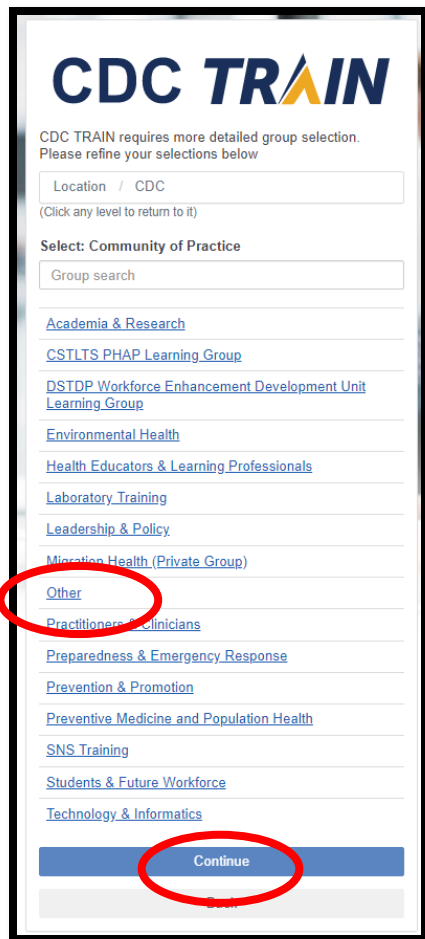 CDC TRAIN
CDC TRAIN requires more detailed group selection.
Please refine your selections below
Location / CDC
(Click any level to return to it)
Select: Community of Practice
Group search
Academia & Research
CSTLTS PHAP Learning Group
DSTDP Workforce Enhancement Development Unit
Learning Group
Environmental Health
Health Educators & Learning Professionals
Laboratory Training
Leadership & Policy
Migration Health (Private Group)
Other
Practitioners & Clinicians
Preparedness & Emergency Response
Prevention & Promotion
Preventive Medicine and Population Health
SNS Training
Students & Future Workforce
Technology & Informatics
Continue
Back